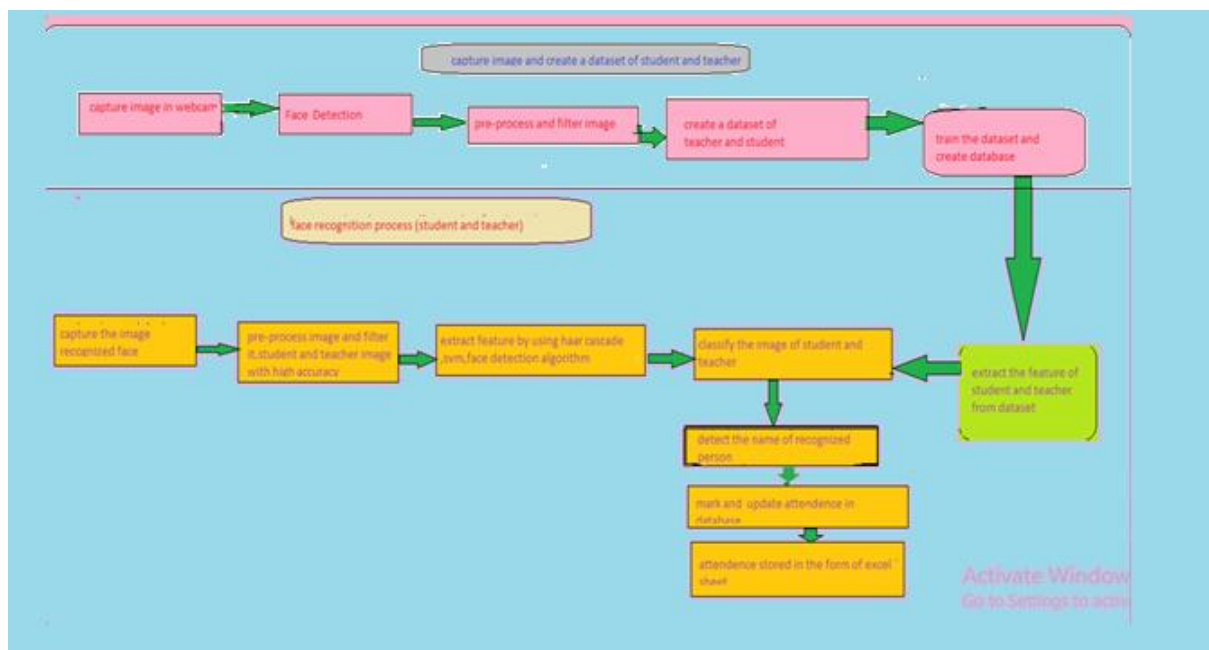 capture image and create a dataset of student and teacher
capture image in webcam
Face Detection
pre-process and filter image
create a dataset of
teacher and student
train the dataset and
create database
face recognition process (student and teacher)
capture the image
recognized face
pre-process image and filter
it,student and teacher image
with high accuracy
extract feature by using haar cascade
,svm,face detection algorithm
classify the image of student and
teacher
extract the feature of
student and teacher
from dataset
detect the name of recognized
person
mark and update attendence in
database
attendence stored in the form of excel
sheet
Activate Window
Go to Settings to activ